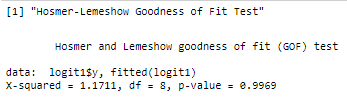 [1] "Hosmer-Lemeshow Goodness of Fit Test"
Hosmer and Lemeshow goodness of fit (GOF) test
data:  logit1$y, fitted(logit1)
X-squared = 1.1711, df = 8, p-value = 0.9969